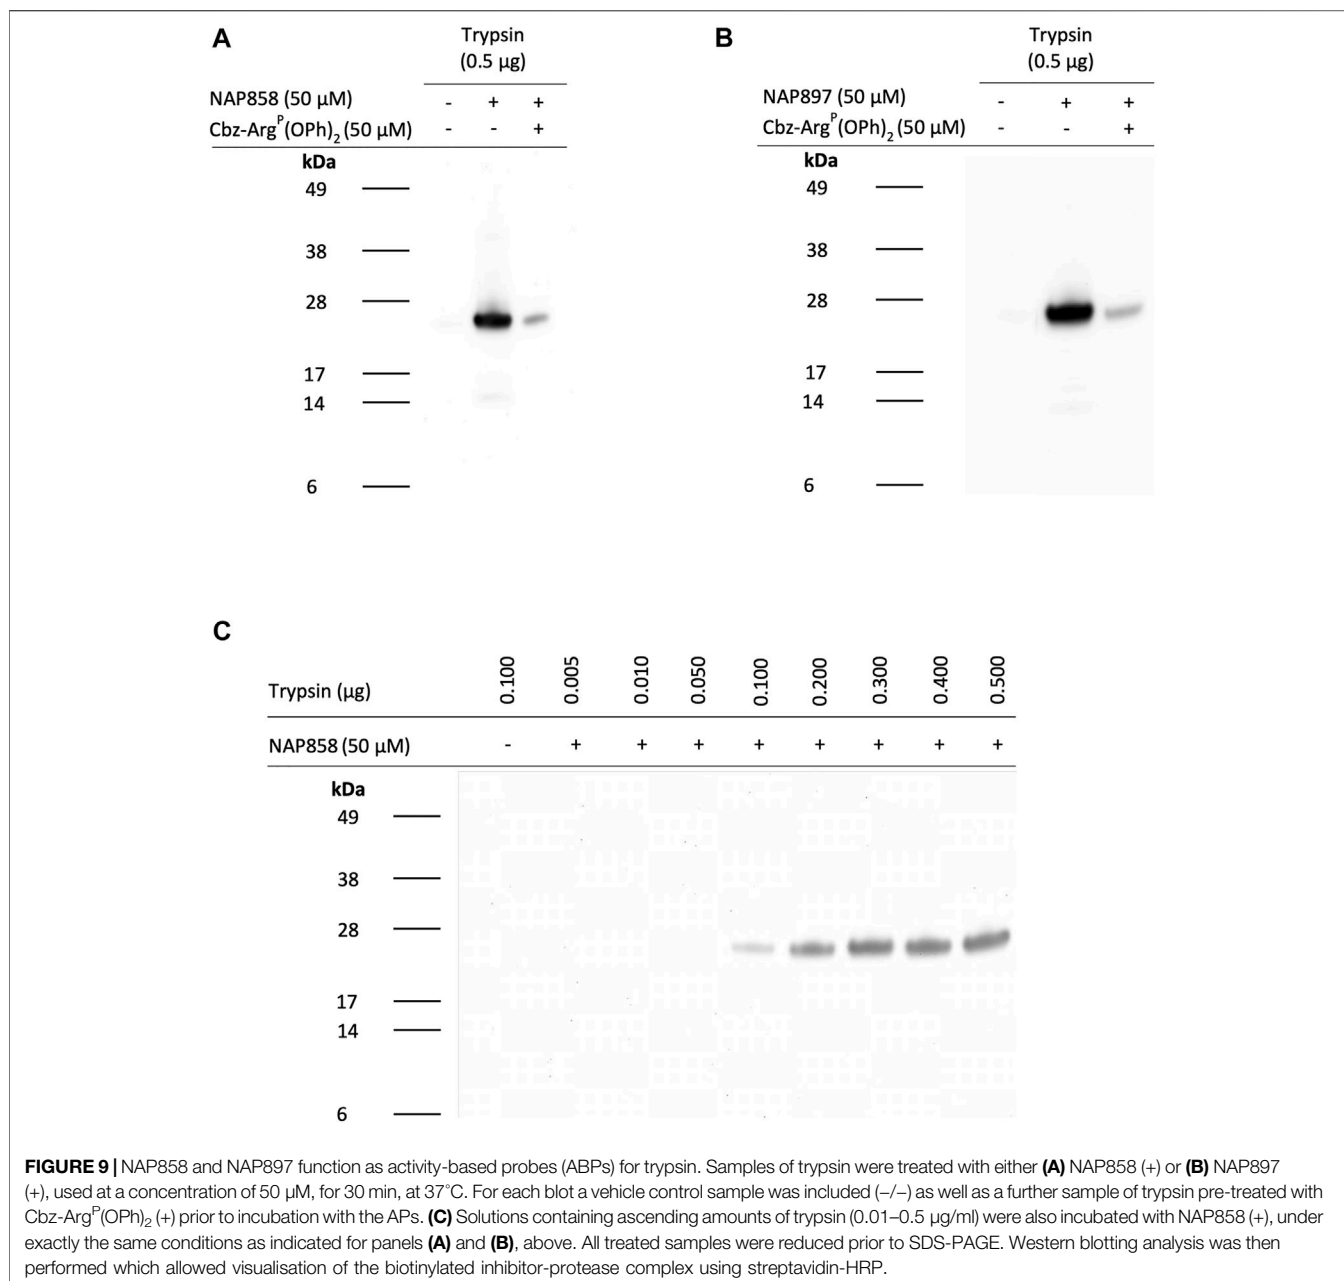 A
Trypsin
(0.5 µg)
NAP858 (50 µM) - + +
Cbz-Arg^P(OPh)₂ (50 µM) - - +
kDa
49
38
28
17
14
6
B
Trypsin
(0.5 µg)
NAP897 (50 µM) - + +
Cbz-Arg^P(OPh)₂ (50 µM) - - +
kDa
49
38
28
17
14
6
C
Trypsin (µg) 0.100 0.005 0.010 0.050 0.100 0.200 0.300 0.400 0.500
NAP858 (50 µM) - + + + + + + + +
kDa
49
38
28
17
14
6
FIGURE 9 | NAP858 and NAP897 function as activity-based probes (ABPs) for trypsin. Samples of trypsin were treated with either (A) NAP858 (+) or (B) NAP897
(+), used at a concentration of 50 µM, for 30 min, at 37°C. For each blot a vehicle control sample was included (−/−) as well as a further sample of trypsin pre-treated with
Cbz-Arg^P(OPh)₂ (+) prior to incubation with the APs. (C) Solutions containing ascending amounts of trypsin (0.01–0.5 µg/ml) were also incubated with NAP858 (+), under
exactly the same conditions as indicated for panels (A) and (B), above. All treated samples were reduced prior to SDS-PAGE. Western blotting analysis was then
performed which allowed visualisation of the biotinylated inhibitor-protease complex using streptavidin-HRP.